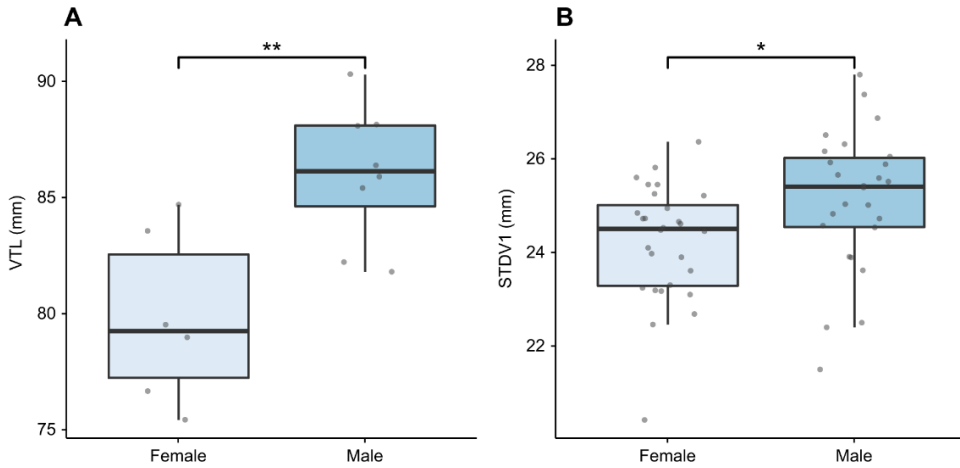 A
**
VTL (mm)
90
85
80
75
Female
Male
B
*
STDV1 (mm)
28
26
24
22
Female
Male